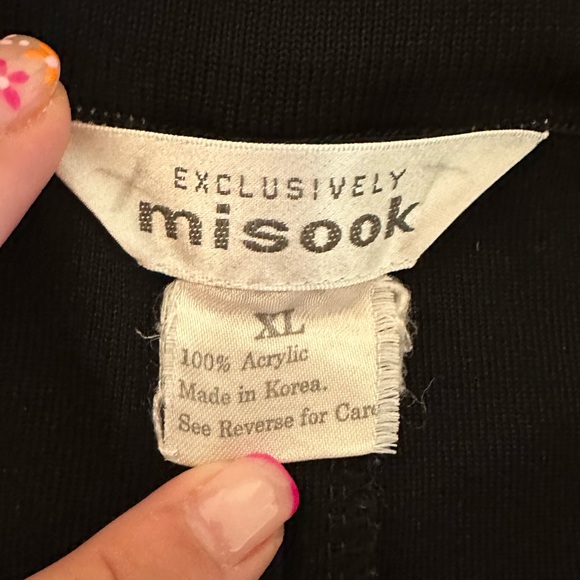 EXCLUSIVELY
misook
XL
100% Acrylic
Made in Korea.
See Reverse for Care